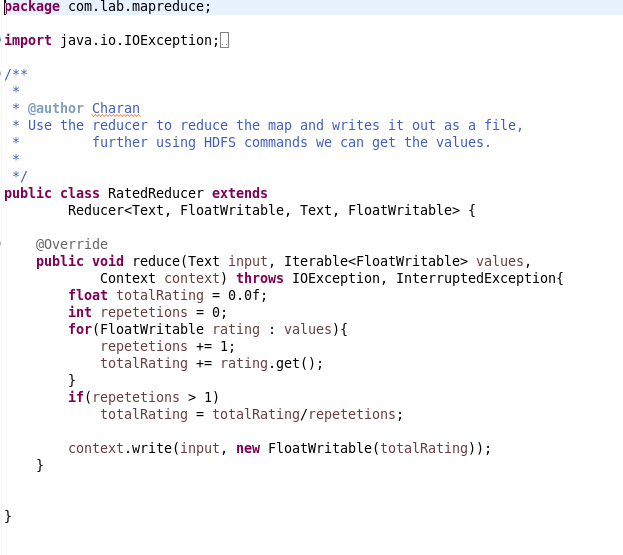 package com.lab.mapreduce;
import java.io.IOException;
/**
 *
 * @author Charan
 * Use the reducer to reduce the map and writes it out as a file,
 *         further using HDFS commands we can get the values.
 *
 */
public class RatedReducer extends
        Reducer<Text, FloatWritable, Text, FloatWritable> {
    @Override
    public void reduce(Text input, Iterable<FloatWritable> values,
            Context context) throws IOException, InterruptedException{
        float totalRating = 0.0f;
        int repetetions = 0;
        for(FloatWritable rating : values){
            repetetions += 1;
            totalRating += rating.get();
        }
        if(repetetions > 1)
            totalRating = totalRating/repetetions;
        context.write(input, new FloatWritable(totalRating));
    }
}